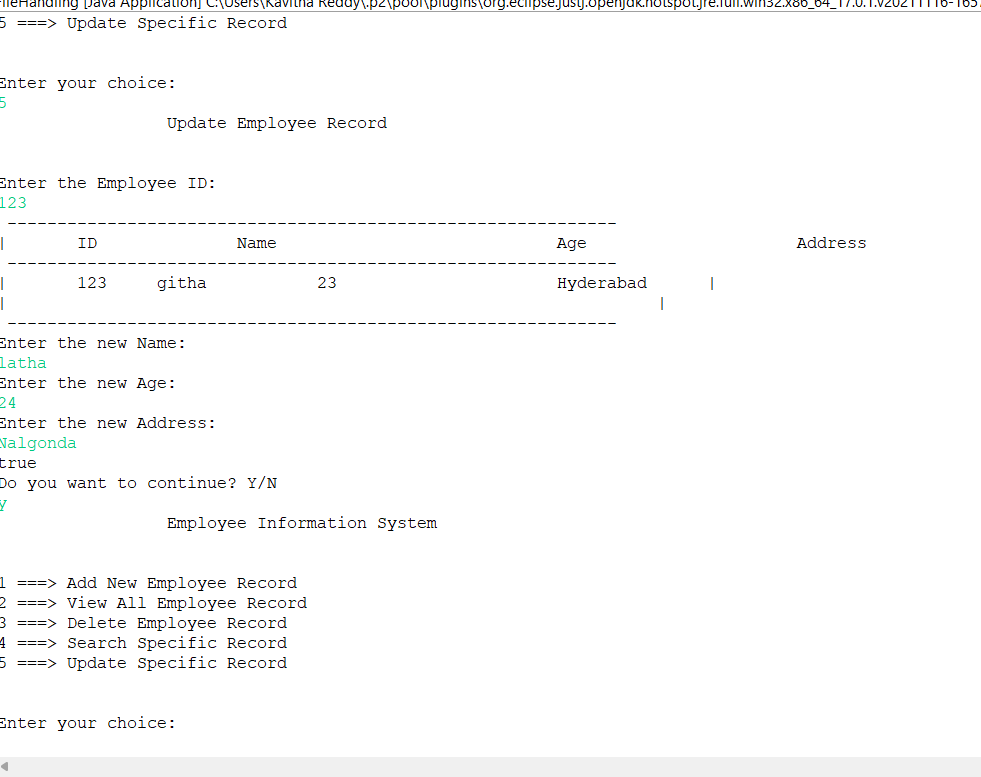 FileHandling [Java Application] C:\Users\Kavitha Reddy\.p2\pool\plugins\org.eclipse.justj.openjdk.hotspot.jre.full.win32.x86_64_17.0.1.v20211116-1657
5 ===> Update Specific Record
Enter your choice:
5
Update Employee Record
Enter the Employee ID:
123
-------------------------------------------------------------
| ID Name Age Address
-------------------------------------------------------------
| 123 githa 23 Hyderabad |
| |
-------------------------------------------------------------
Enter the new Name:
latha
Enter the new Age:
24
Enter the new Address:
Nalgonda
true
Do you want to continue? Y/N
y
Employee Information System
1 ===> Add New Employee Record
2 ===> View All Employee Record
3 ===> Delete Employee Record
4 ===> Search Specific Record
5 ===> Update Specific Record
Enter your choice: